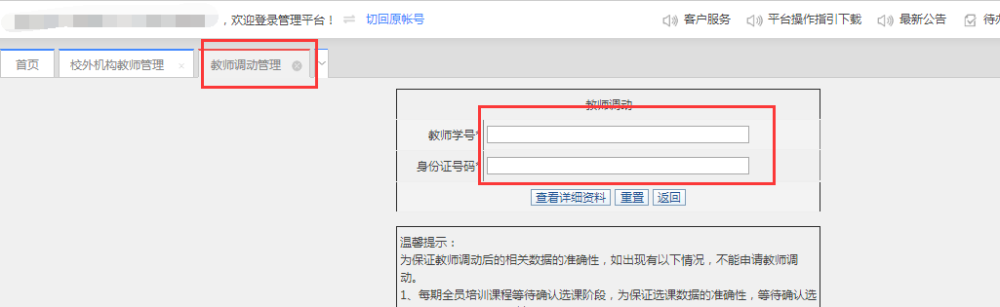 ，欢迎登录管理平台！ 切回原帐号 客户服务 平台操作指引下载 最新公告 待办
首页 校外机构教师管理 × 教师调动管理
教师调动
教师学号*
身份证号码*
查看详细资料 重置 返回
温馨提示：
为保证教师调动后的相关数据的准确性，如出现有以下情况，不能申请教师调
动。
1、每期全员培训课程等待确认选课阶段，为保证选课数据的准确性，等待确认选